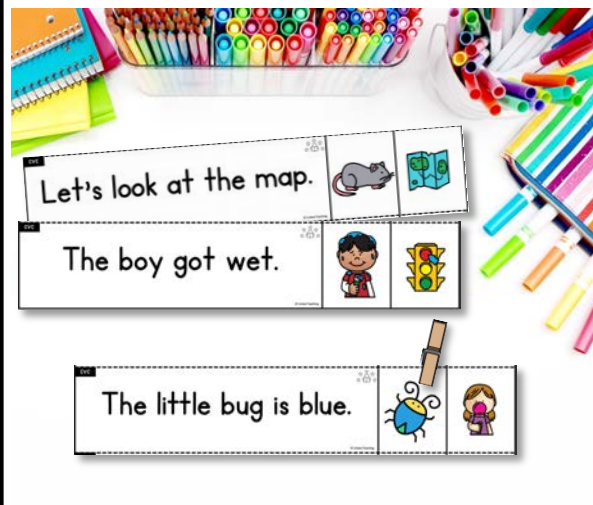 CVC
Let's look at the map.
CVC
The boy got wet.
CVC
The little bug is blue.